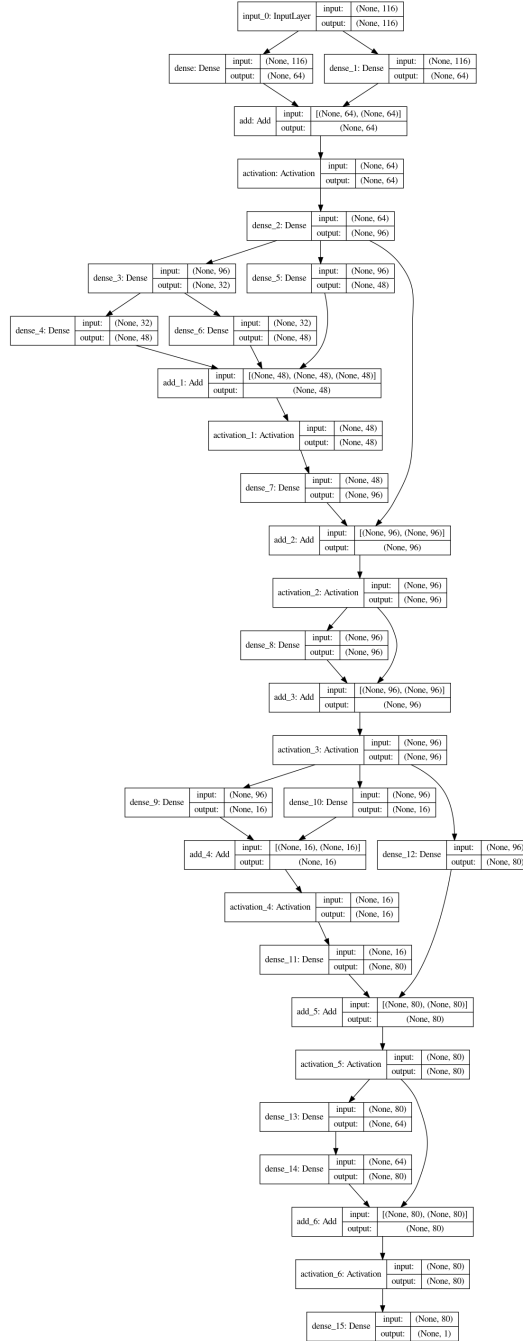 input_0: InputLayer input: (None, 116)
output: (None, 116)
dense: Dense input: (None, 116)
output: (None, 64)
dense_1: Dense input: (None, 116)
output: (None, 64)
add: Add input: [(None, 64), (None, 64)]
output: (None, 64)
activation: Activation input: (None, 64)
output: (None, 64)
dense_2: Dense input: (None, 64)
output: (None, 96)
dense_3: Dense input: (None, 96)
output: (None, 32)
dense_5: Dense input: (None, 96)
output: (None, 48)
dense_4: Dense input: (None, 32)
output: (None, 48)
dense_6: Dense input: (None, 32)
output: (None, 48)
add_1: Add input: [(None, 48), (None, 48), (None, 48)]
output: (None, 48)
activation_1: Activation input: (None, 48)
output: (None, 48)
dense_7: Dense input: (None, 48)
output: (None, 96)
add_2: Add input: [(None, 96), (None, 96)]
output: (None, 96)
activation_2: Activation input: (None, 96)
output: (None, 96)
dense_8: Dense input: (None, 96)
output: (None, 96)
add_3: Add input: [(None, 96), (None, 96)]
output: (None, 96)
activation_3: Activation input: (None, 96)
output: (None, 96)
dense_9: Dense input: (None, 96)
output: (None, 16)
dense_10: Dense input: (None, 96)
output: (None, 16)
add_4: Add input: [(None, 16), (None, 16)]
output: (None, 16)
dense_12: Dense input: (None, 96)
output: (None, 80)
activation_4: Activation input: (None, 16)
output: (None, 16)
dense_11: Dense input: (None, 16)
output: (None, 80)
add_5: Add input: [(None, 80), (None, 80)]
output: (None, 80)
activation_5: Activation input: (None, 80)
output: (None, 80)
dense_13: Dense input: (None, 80)
output: (None, 64)
dense_14: Dense input: (None, 64)
output: (None, 80)
add_6: Add input: [(None, 80), (None, 80)]
output: (None, 80)
activation_6: Activation input: (None, 80)
output: (None, 80)
dense_15: Dense input: (None, 80)
output: (None, 1)